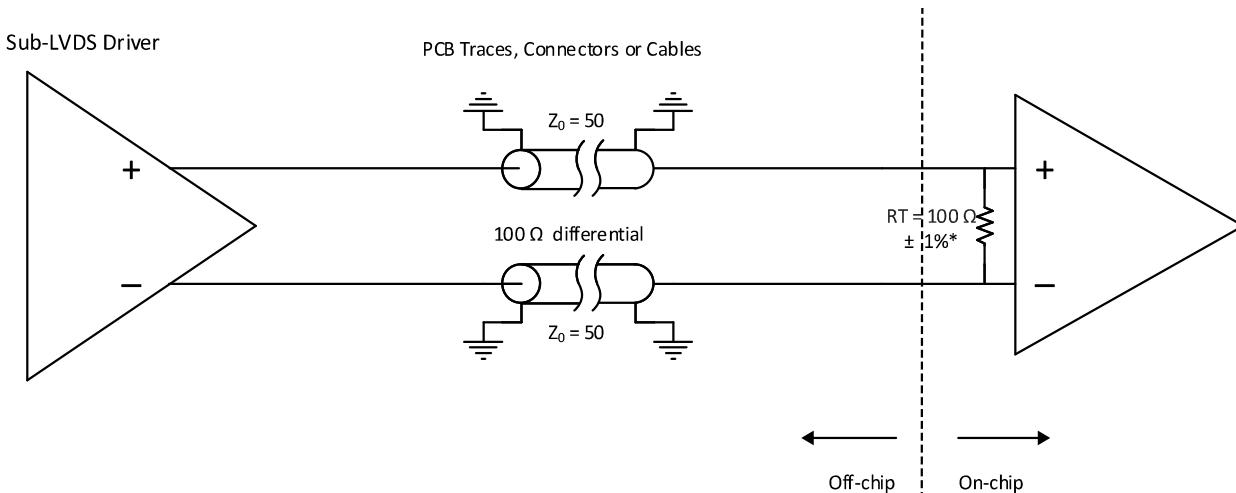 Sub-LVDS Driver
PCB Traces, Connectors or Cables
Z0 = 50
+
+
RT = 100 Ω
± 1%*
100 Ω differential
−
−
Z0 = 50
Off-chip
On-chip